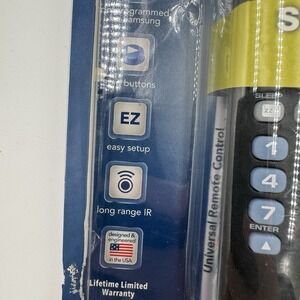 programmed
Samsung
buttons
EZ
easy setup
long range IR
designed &
engineered
in the USA
Lifetime Limited
Warranty
Universal Remote Control
S
SLEEP
1
4
7
ENTER